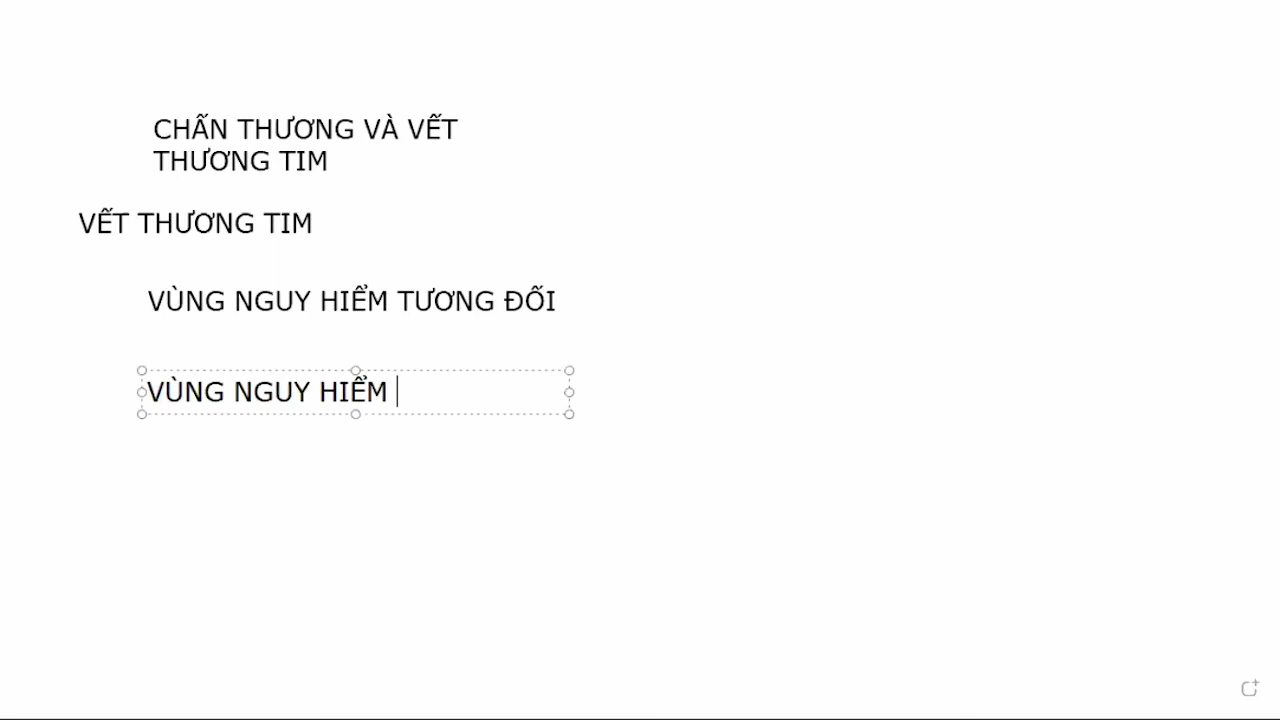 CHẤN THƯƠNG VÀ VẾT
THƯƠNG TIM
VẾT THƯƠNG TIM
VÙNG NGUY HIỂM TƯƠNG ĐỐI
VÙNG NGUY HIỂM